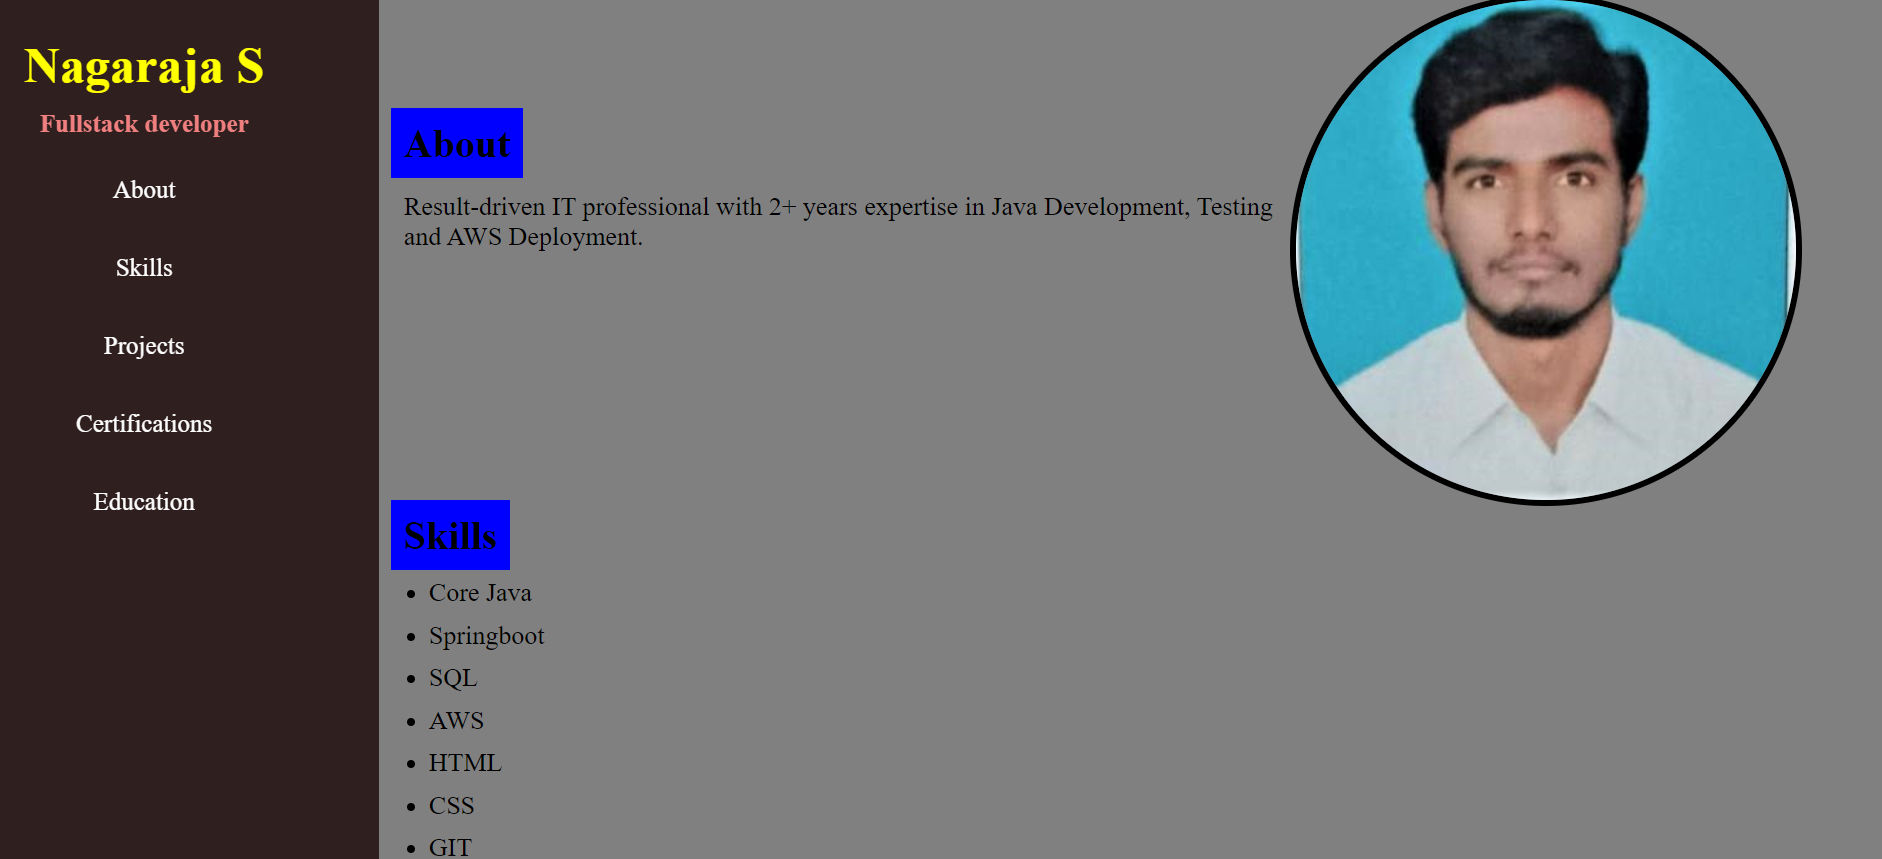 Nagaraja S
Fullstack developer
About
Skills
Projects
Certifications
Education
About
Result-driven IT professional with 2+ years expertise in Java Development, Testing
and AWS Deployment.
Skills
• Core Java
• Springboot
• SQL
• AWS
• HTML
• CSS
• GIT